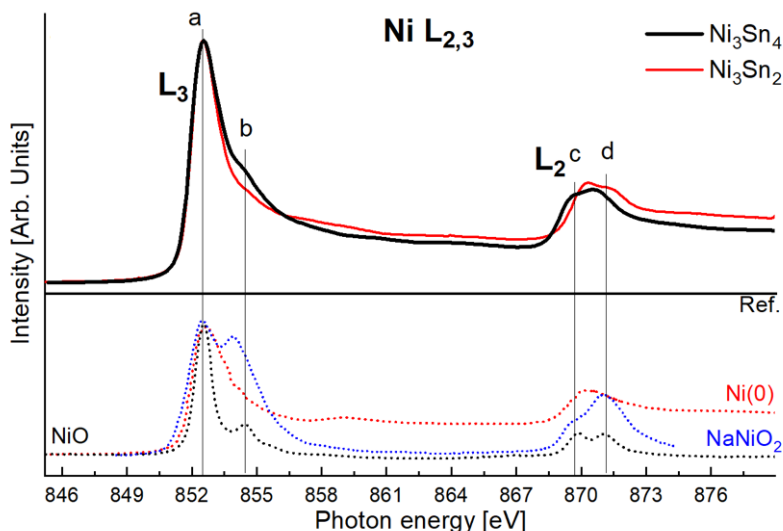 Ni L2,3
a
Ni3Sn4
Ni3Sn2
L3
b
L2
c
d
Intensity [Arb. Units]
Ref.
Ni(0)
NiO
NaNiO2
846 849 852 855 858 861 864 867 870 873 876
Photon energy [eV]